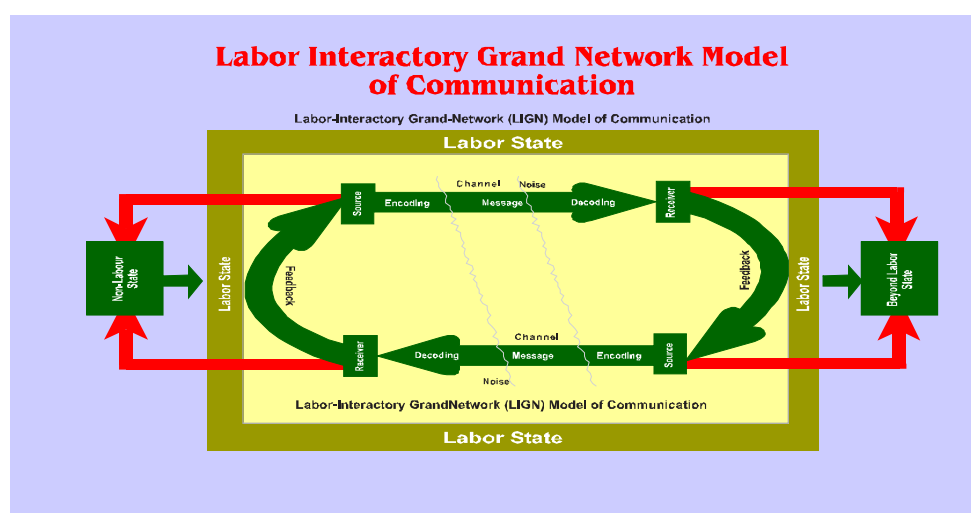 Labor Interactory Grand Network Model
of Communication
Labor-Interactory Grand-Network (LIGN) Model of Communication
Labor State
Channel
Noise
Source
Encoding
Message
Decoding
Receiver
Non-Labour
State
Labor State
Feedback
Feedback
Labor State
Beyond Labor
State
Channel
Receiver
Decoding
Message
Encoding
Source
Noise
Labor-Interactory GrandNetwork (LIGN) Model of Communication
Labor State